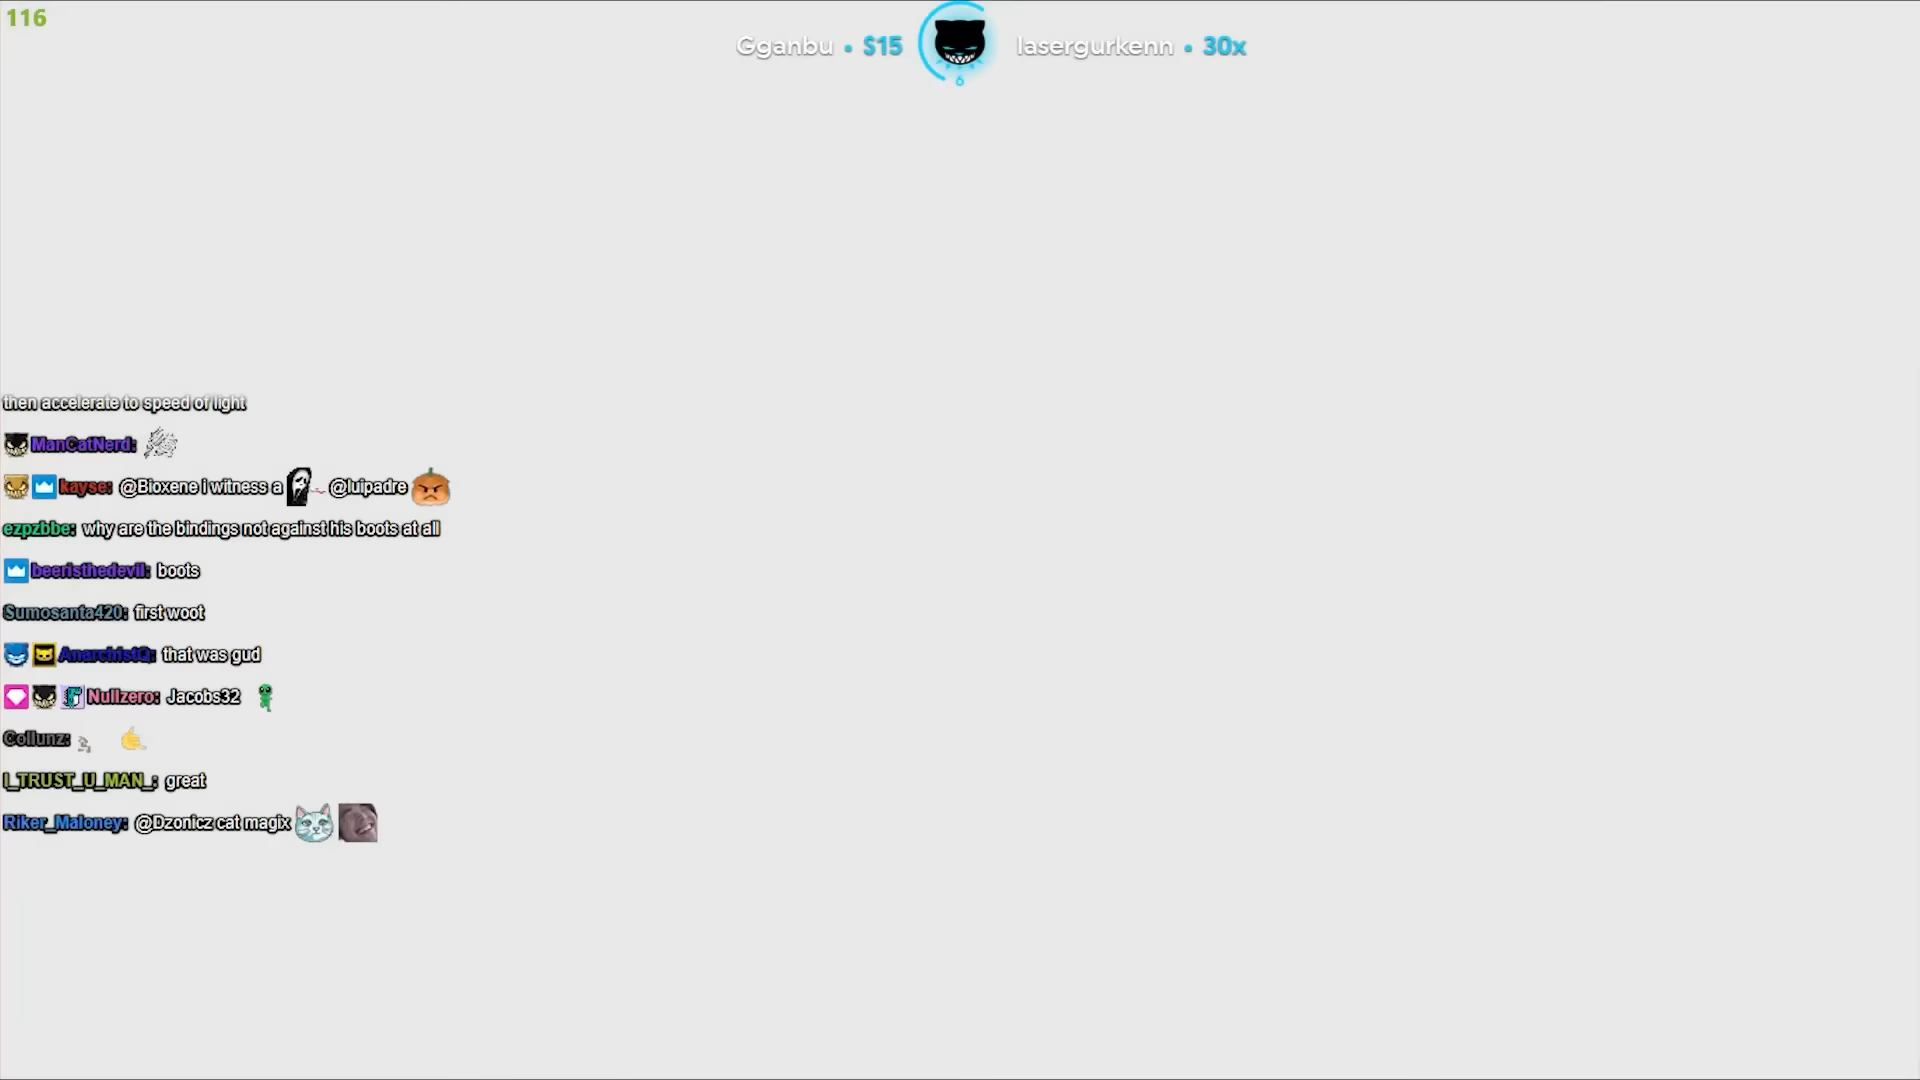 116
Gganbu • $15
6
lasergurkenn • 30x
then accelerate to speed of light
ManCatNerd:
kayse: @Bioxene i witness a @luipadre
ezpzbbe: why are the bindings not against his boots at all
beeristhedevil: boots
Sumosanta420: first woot
AnarchistQ: that was gud
Nullzero: Jacobs32
Collunz:
I_TRUST_U_MAN_: great
Riker_Maloney: @Dzonicz cat magix